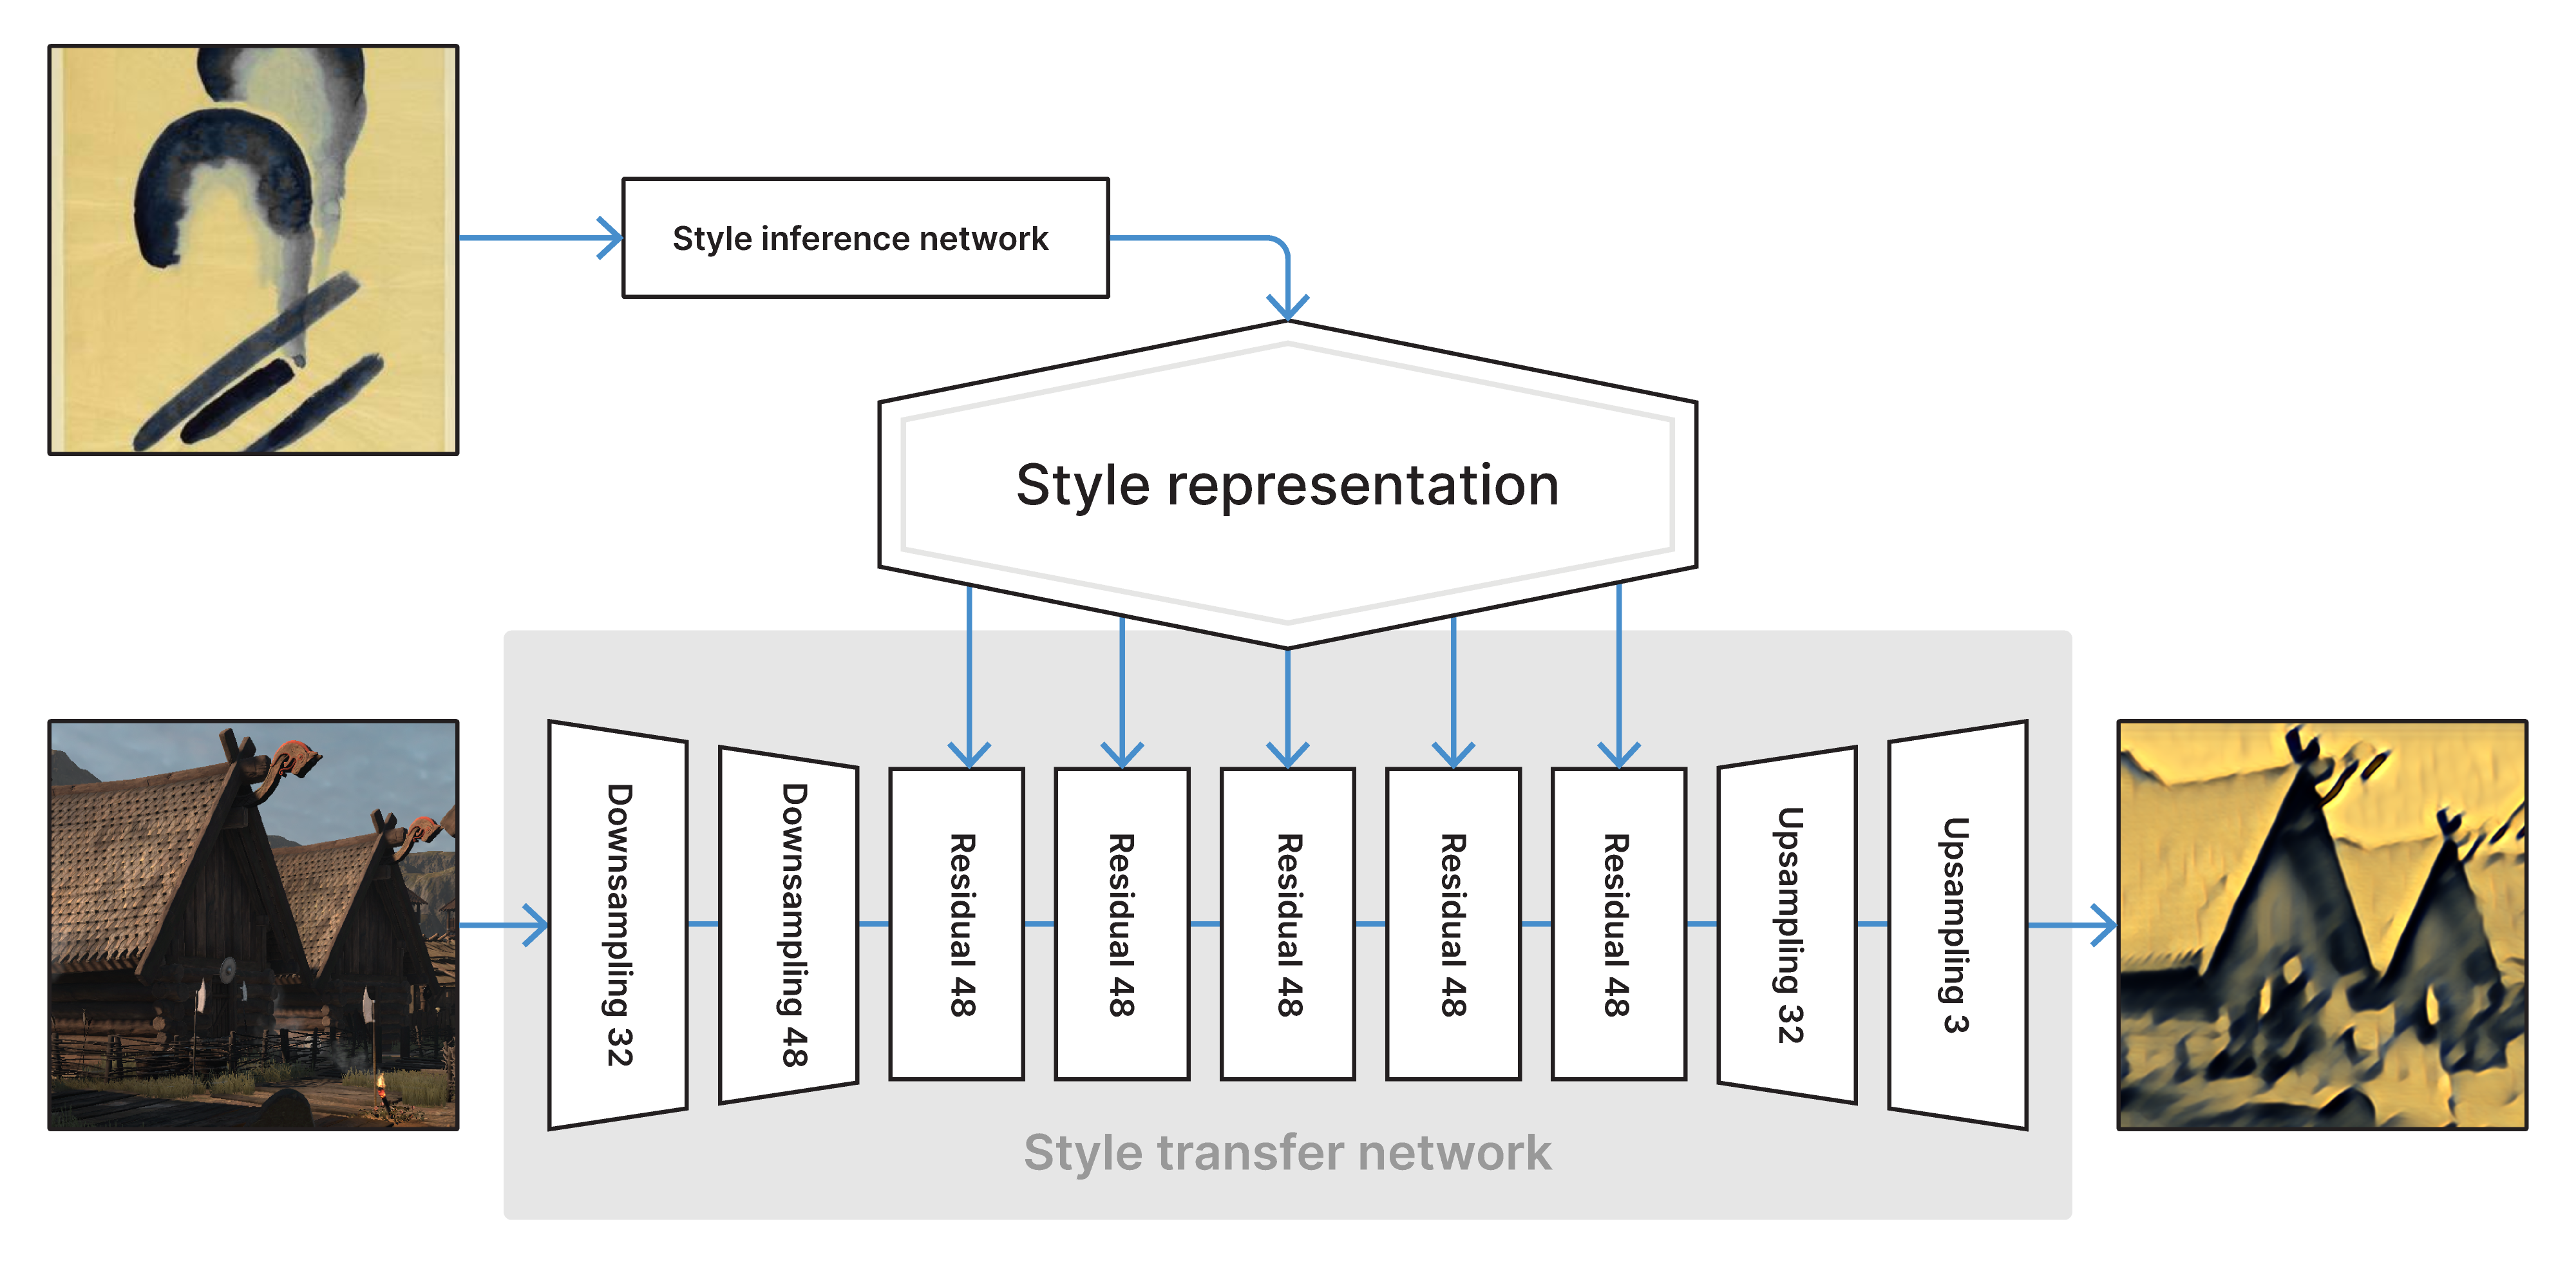 Style inference network
Style representation
Downsampling 32
Downsampling 48
Residual 48
Residual 48
Residual 48
Residual 48
Residual 48
Upsampling 32
Upsampling 3
Style transfer network